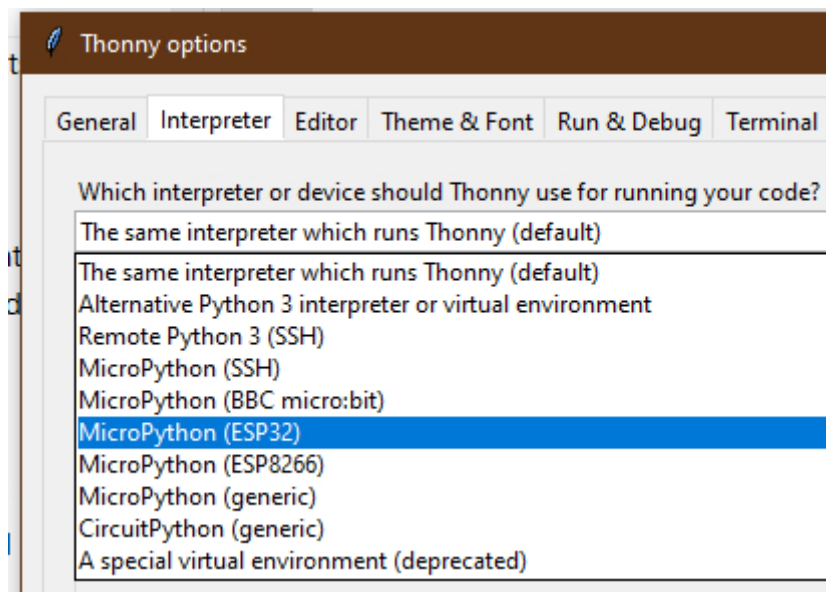 Thonny options
General Interpreter Editor Theme & Font Run & Debug Terminal
Which interpreter or device should Thonny use for running your code?
The same interpreter which runs Thonny (default)
The same interpreter which runs Thonny (default)
Alternative Python 3 interpreter or virtual environment
Remote Python 3 (SSH)
MicroPython (SSH)
MicroPython (BBC micro:bit)
MicroPython (ESP32)
MicroPython (ESP8266)
MicroPython (generic)
CircuitPython (generic)
A special virtual environment (deprecated)